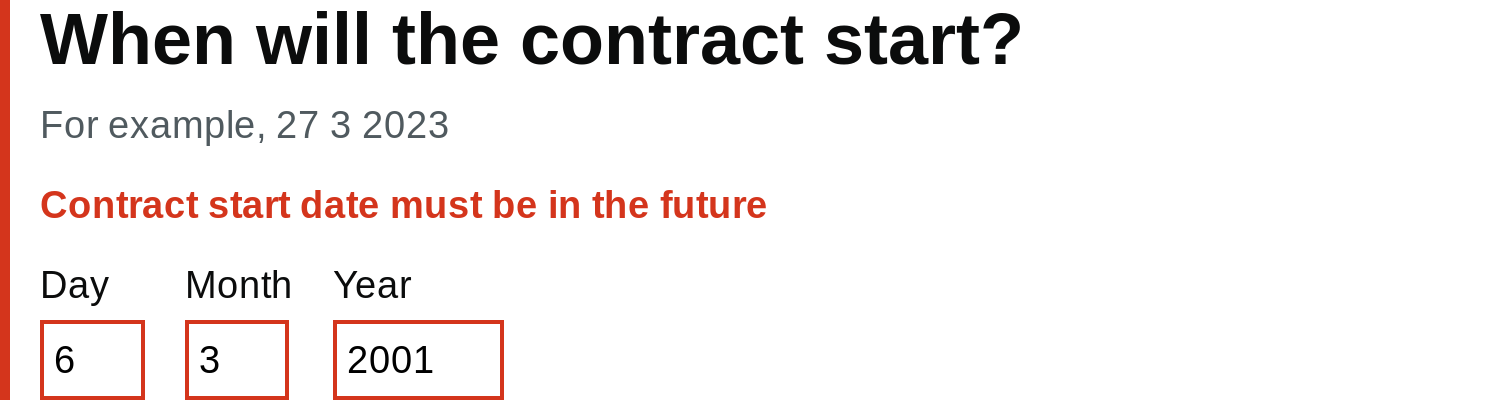 When will the contract start?
For example, 27 3 2023
Contract start date must be in the future
Day Month Year
6 3 2001